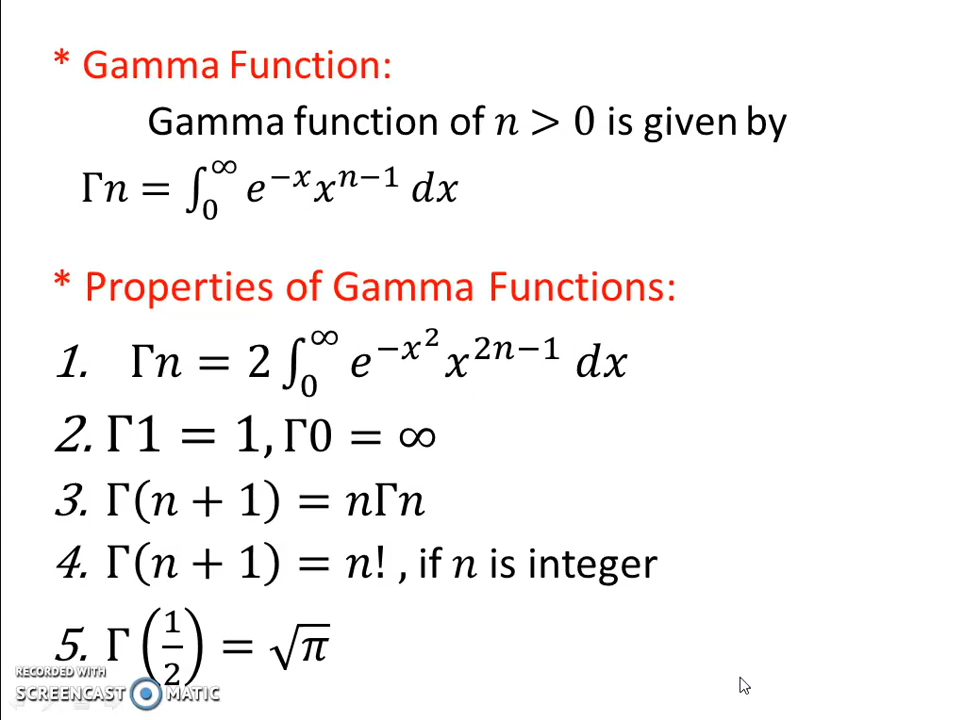 * Gamma Function:
Gamma function of n > 0 is given by
Γn = ∫₀^∞ e^{−x} x^{n−1} dx
* Properties of Gamma Functions:
1. Γn = 2 ∫₀^∞ e^{−x²} x^{2n−1} dx
2. Γ1 = 1, Γ0 = ∞
3. Γ(n + 1) = nΓn
4. Γ(n + 1) = n! , if n is integer
5. Γ(1/2) = √π
RECORDED WITH
SCREENCAST MATIC